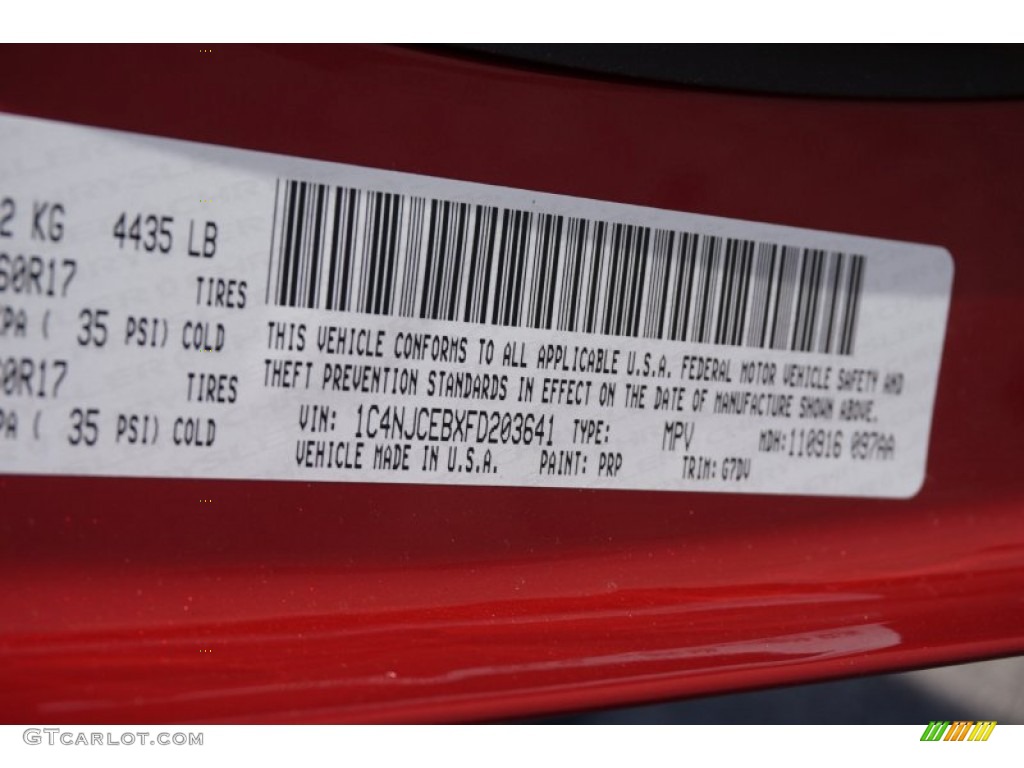 2 KG 4435 LB
60R17 TIRES
KPA ( 35 PSI) COLD
60R17 TIRES
PA ( 35 PSI) COLD
THIS VEHICLE CONFORMS TO ALL APPLICABLE U.S.A. FEDERAL MOTOR VEHICLE SAFETY AND
THEFT PREVENTION STANDARDS IN EFFECT ON THE DATE OF MANUFACTURE SHOWN ABOVE.
VIN: 1C4NJCEBXFD203641 TYPE: MPV MDH:110916 097AA
VEHICLE MADE IN U.S.A. PAINT: PRP TRIM: G7DV
GTCARLOT.COM